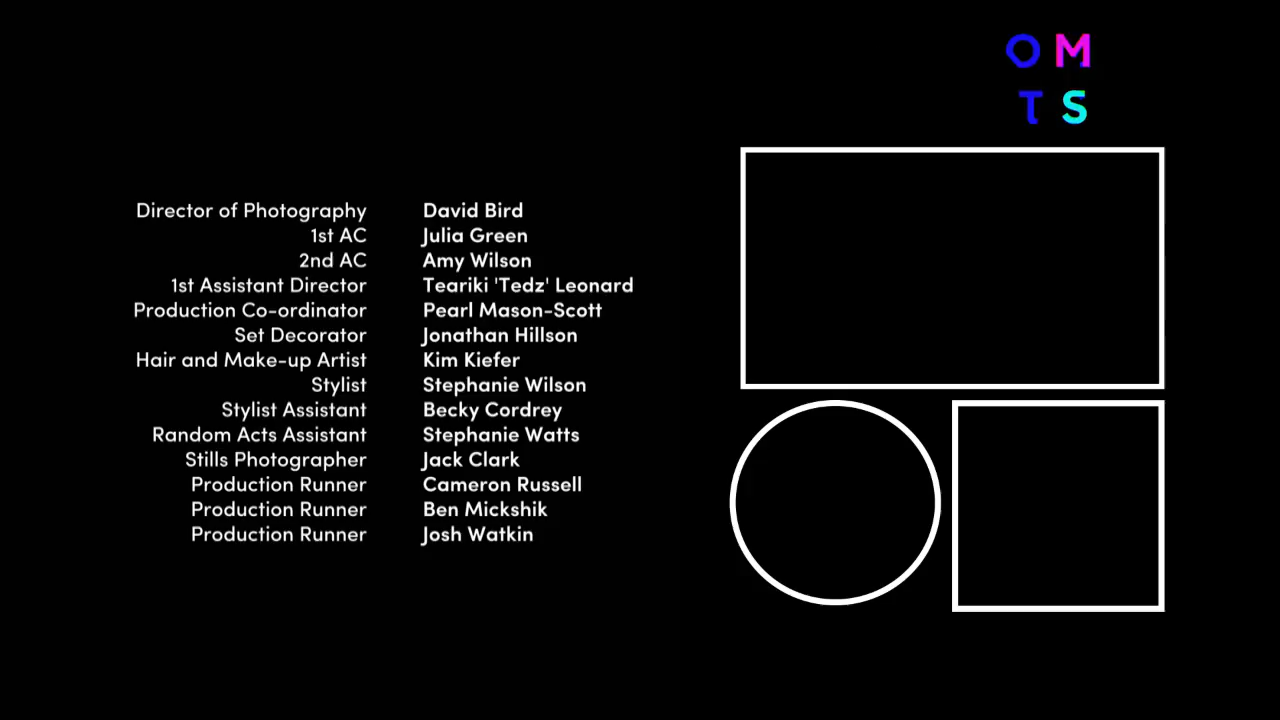 O M
T S
Director of Photography David Bird
1st AC Julia Green
2nd AC Amy Wilson
1st Assistant Director Teariki 'Tedz' Leonard
Production Co-ordinator Pearl Mason-Scott
Set Decorator Jonathan Hillson
Hair and Make-up Artist Kim Kiefer
Stylist Stephanie Wilson
Stylist Assistant Becky Cordrey
Random Acts Assistant Stephanie Watts
Stills Photographer Jack Clark
Production Runner Cameron Russell
Production Runner Ben Mickshik
Production Runner Josh Watkin